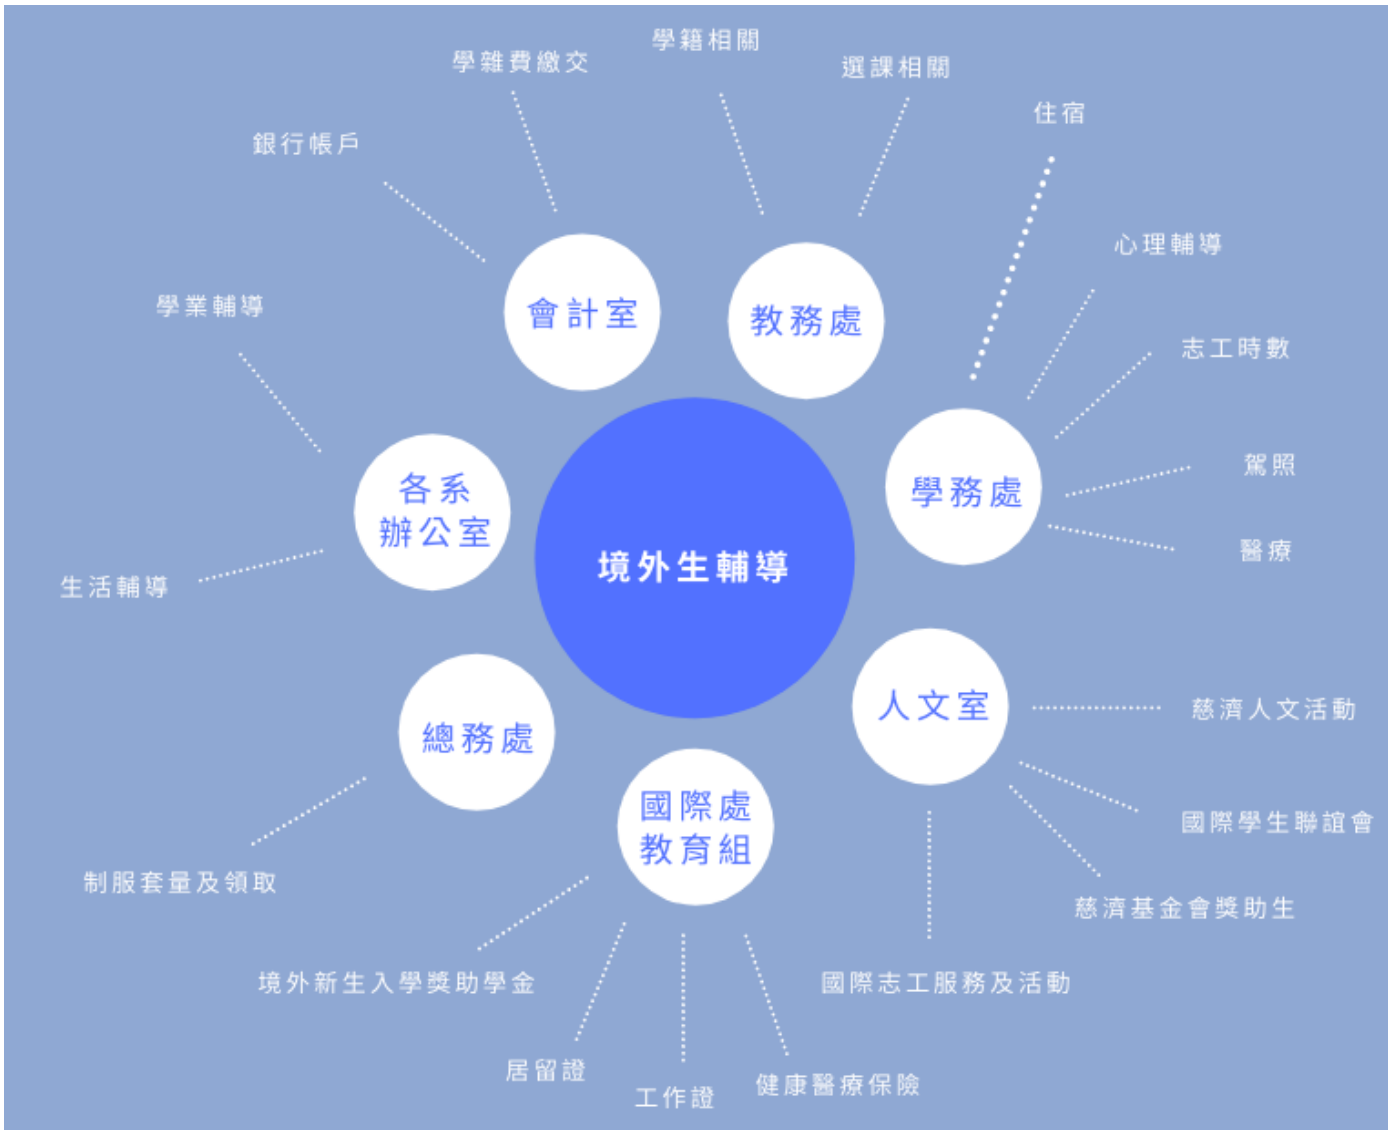 學籍相關
學雜費繳交
選課相關
住宿
銀行帳戶
心理輔導
學業輔導
會計室
教務處
志工時數
駕照
各系
辦公室
學務處
醫療
境外生輔導
生活輔導
人文室
慈濟人文活動
總務處
國際處
教育組
國際學生聯誼會
制服套量及領取
慈濟基金會獎助生
境外新生入學獎助學金
國際志工服務及活動
居留證
工作證
健康醫療保險